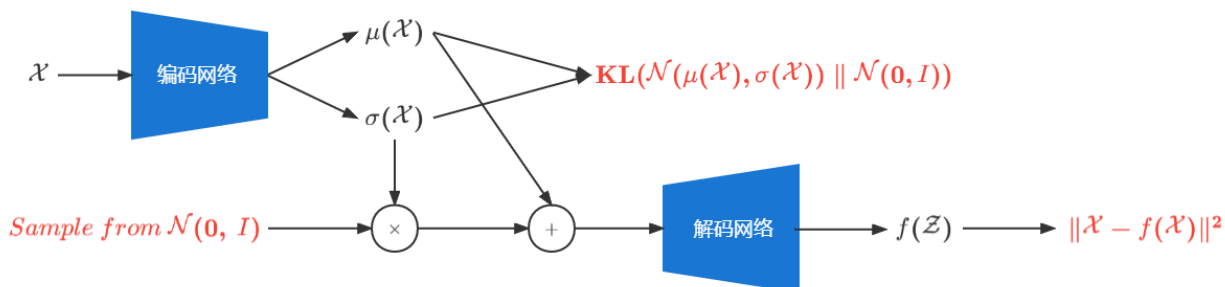 𝒳
编码网络
μ(𝒳)
σ(𝒳)
KL(𝒩(μ(𝒳), σ(𝒳)) ∥ 𝒩(0, I))
Sample from 𝒩(0, I)
×
+
解码网络
f(𝒵)
∥𝒳 − f(𝒳)∥²